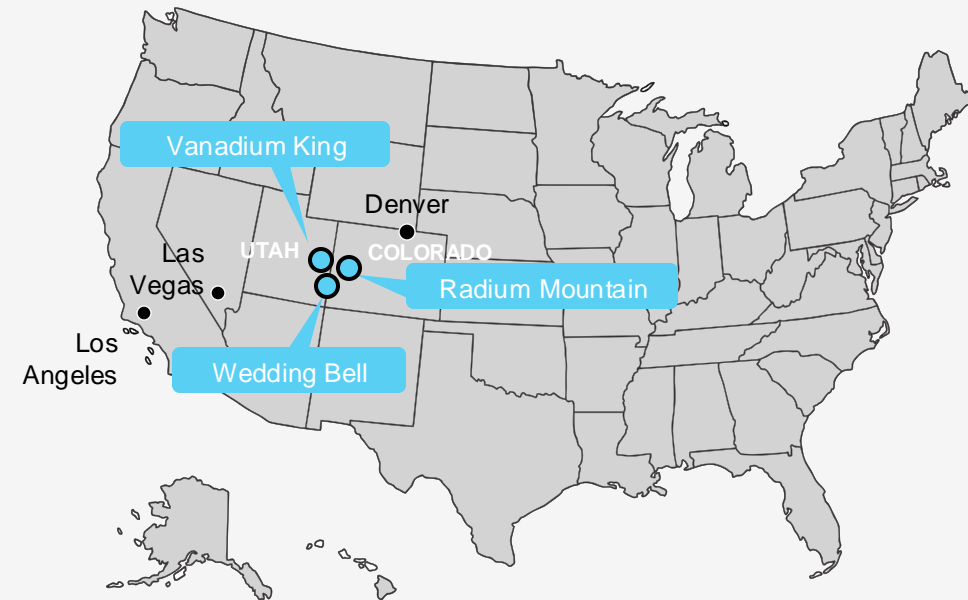 Vanadium King
Denver
UTAH
COLORADO
Las
Vegas
Radium Mountain
Los
Angeles
Wedding Bell